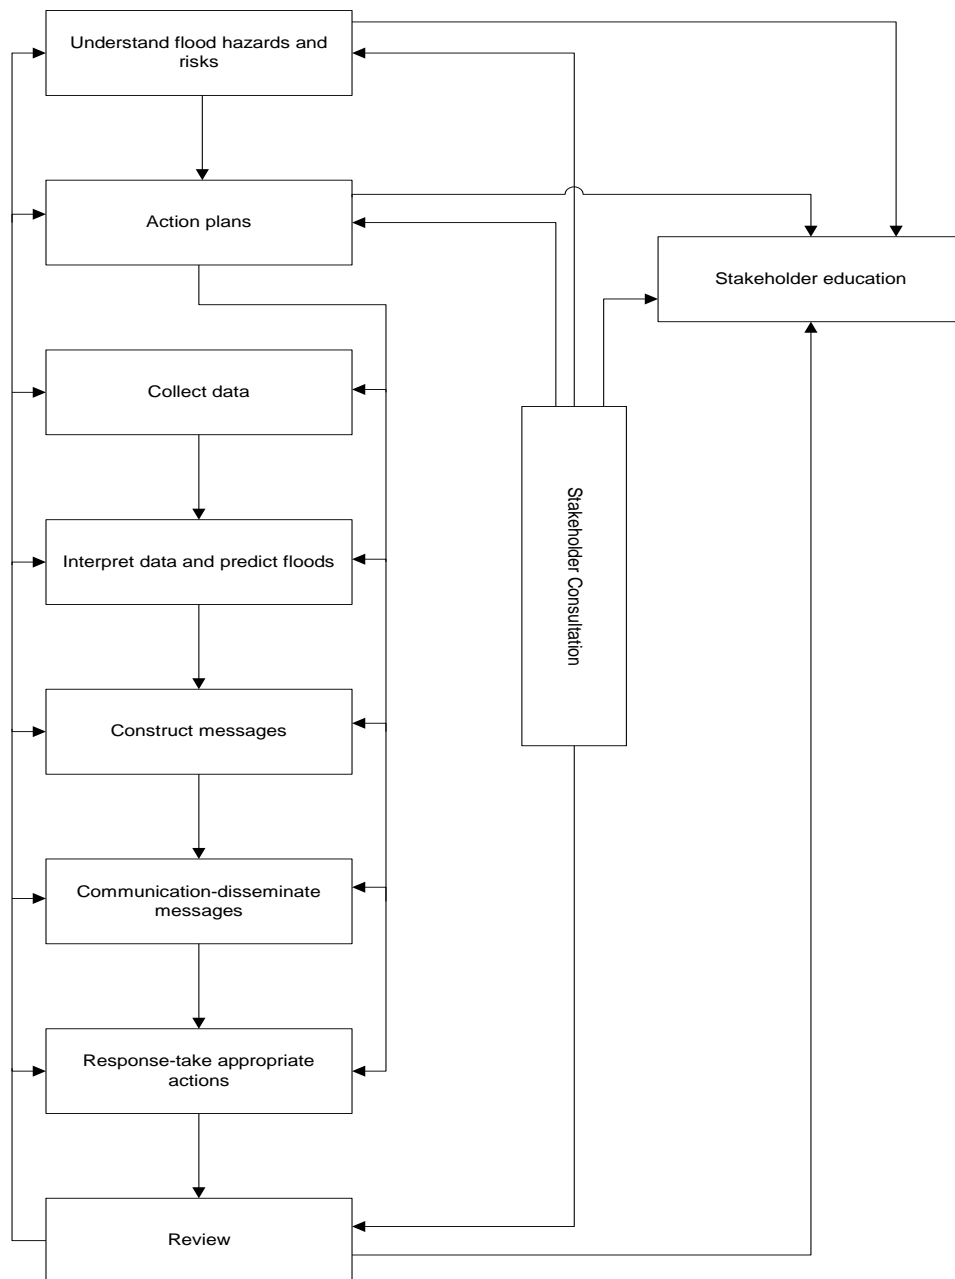 Understand flood hazards and
risks
Action plans
Stakeholder education
Collect data
Stakeholder Consultation
Interpret data and predict floods
Construct messages
Communication-disseminate
messages
Response-take appropriate
actions
Review